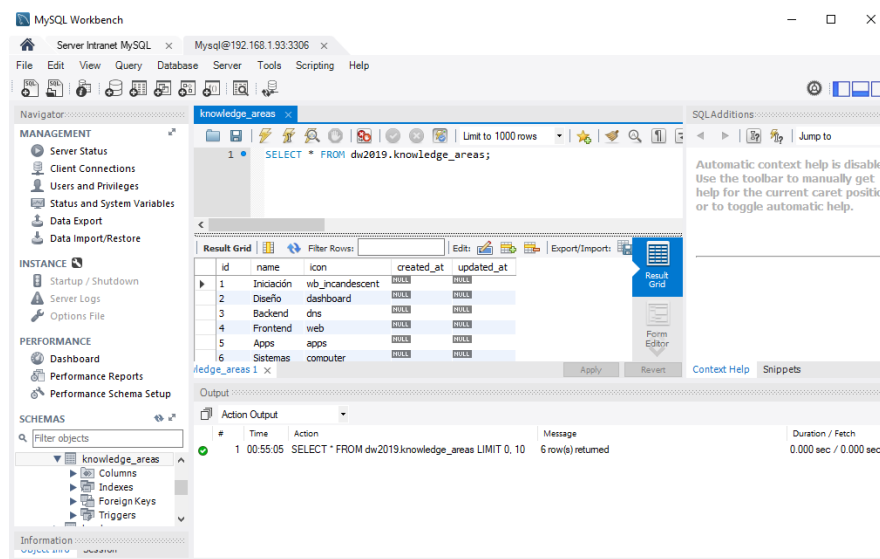 MySQL Workbench
Server Intranet MySQL
Mysql@192.168.1.93:3306
File Edit View Query Database Server Tools Scripting Help
Navigator
MANAGEMENT
Server Status
Client Connections
Users and Privileges
Status and System Variables
Data Export
Data Import/Restore
INSTANCE
Startup / Shutdown
Server Logs
Options File
PERFORMANCE
Dashboard
Performance Reports
Performance Schema Setup
SCHEMAS
Filter objects
knowledge_areas
Columns
Indexes
Foreign Keys
Triggers
Information
Object Info Session
knowledge_areas
Limit to 1000 rows
1 SELECT * FROM dw2019.knowledge_areas;
Result Grid Filter Rows: Edit: Export/Import:
id name icon created_at updated_at
1 Iniciación wb_incandescent NULL NULL
2 Diseño dashboard NULL NULL
3 Backend dns NULL NULL
4 Frontend web NULL NULL
5 Apps apps NULL NULL
6 Sistemas computer NULL NULL
Result
Grid
Form
Editor
ledge_areas 1 Apply Revert
SQLAdditions
Jump to
Automatic context help is disable
Use the toolbar to manually get
help for the current caret positio
or to toggle automatic help.
Context Help Snippets
Output
Action Output
# Time Action Message Duration / Fetch
1 00:55:05 SELECT * FROM dw2019.knowledge_areas LIMIT 0, 10 6 row(s) returned 0.000 sec / 0.000 sec